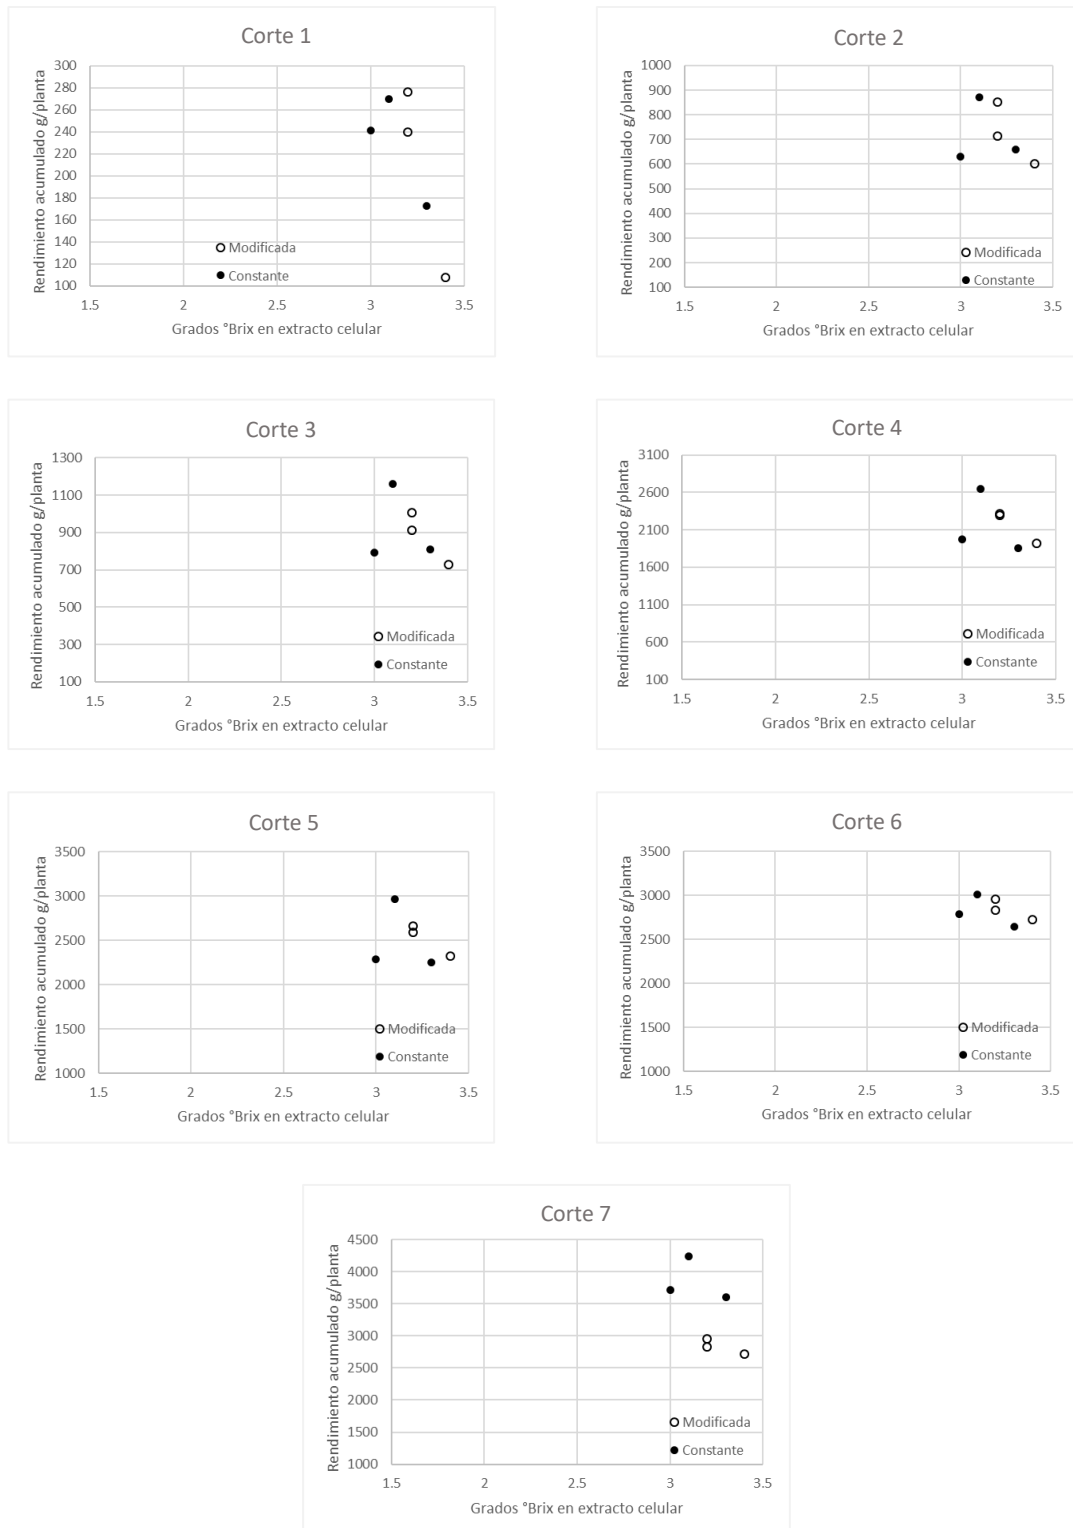 Corte 1
Rendimiento acumulado g/planta
300
280
260
240
220
200
180
160
140
120
100
Modificada
Constante
1.5 2 2.5 3 3.5
Grados °Brix en extracto celular
Corte 2
Rendimiento acumulado g/planta
1000
900
800
700
600
500
400
300
200
100
Modificada
Constante
1.5 2 2.5 3 3.5
Grados °Brix en extracto celular
Corte 3
Rendimiento acumulado g/planta
1300
1100
900
700
500
300
100
Modificada
Constante
1.5 2 2.5 3 3.5
Grados °Brix en extracto celular
Corte 4
Rendimiento acumulado g/planta
3100
2600
2100
1600
1100
600
100
Modificada
Constante
1.5 2 2.5 3 3.5
Grados °Brix en extracto celular
Corte 5
Rendimiento acumulado g/planta
3500
3000
2500
2000
1500
1000
Modificada
Constante
1.5 2 2.5 3 3.5
Grados °Brix en extracto celular
Corte 6
Rendimiento acumulado g/planta
3500
3000
2500
2000
1500
1000
Modificada
Constante
1.5 2 2.5 3 3.5
Grados °Brix en extracto celular
Corte 7
Rendimiento acumulado g/planta
4500
4000
3500
3000
2500
2000
1500
1000
Modificada
Constante
1.5 2 2.5 3 3.5
Grados °Brix en extracto celular